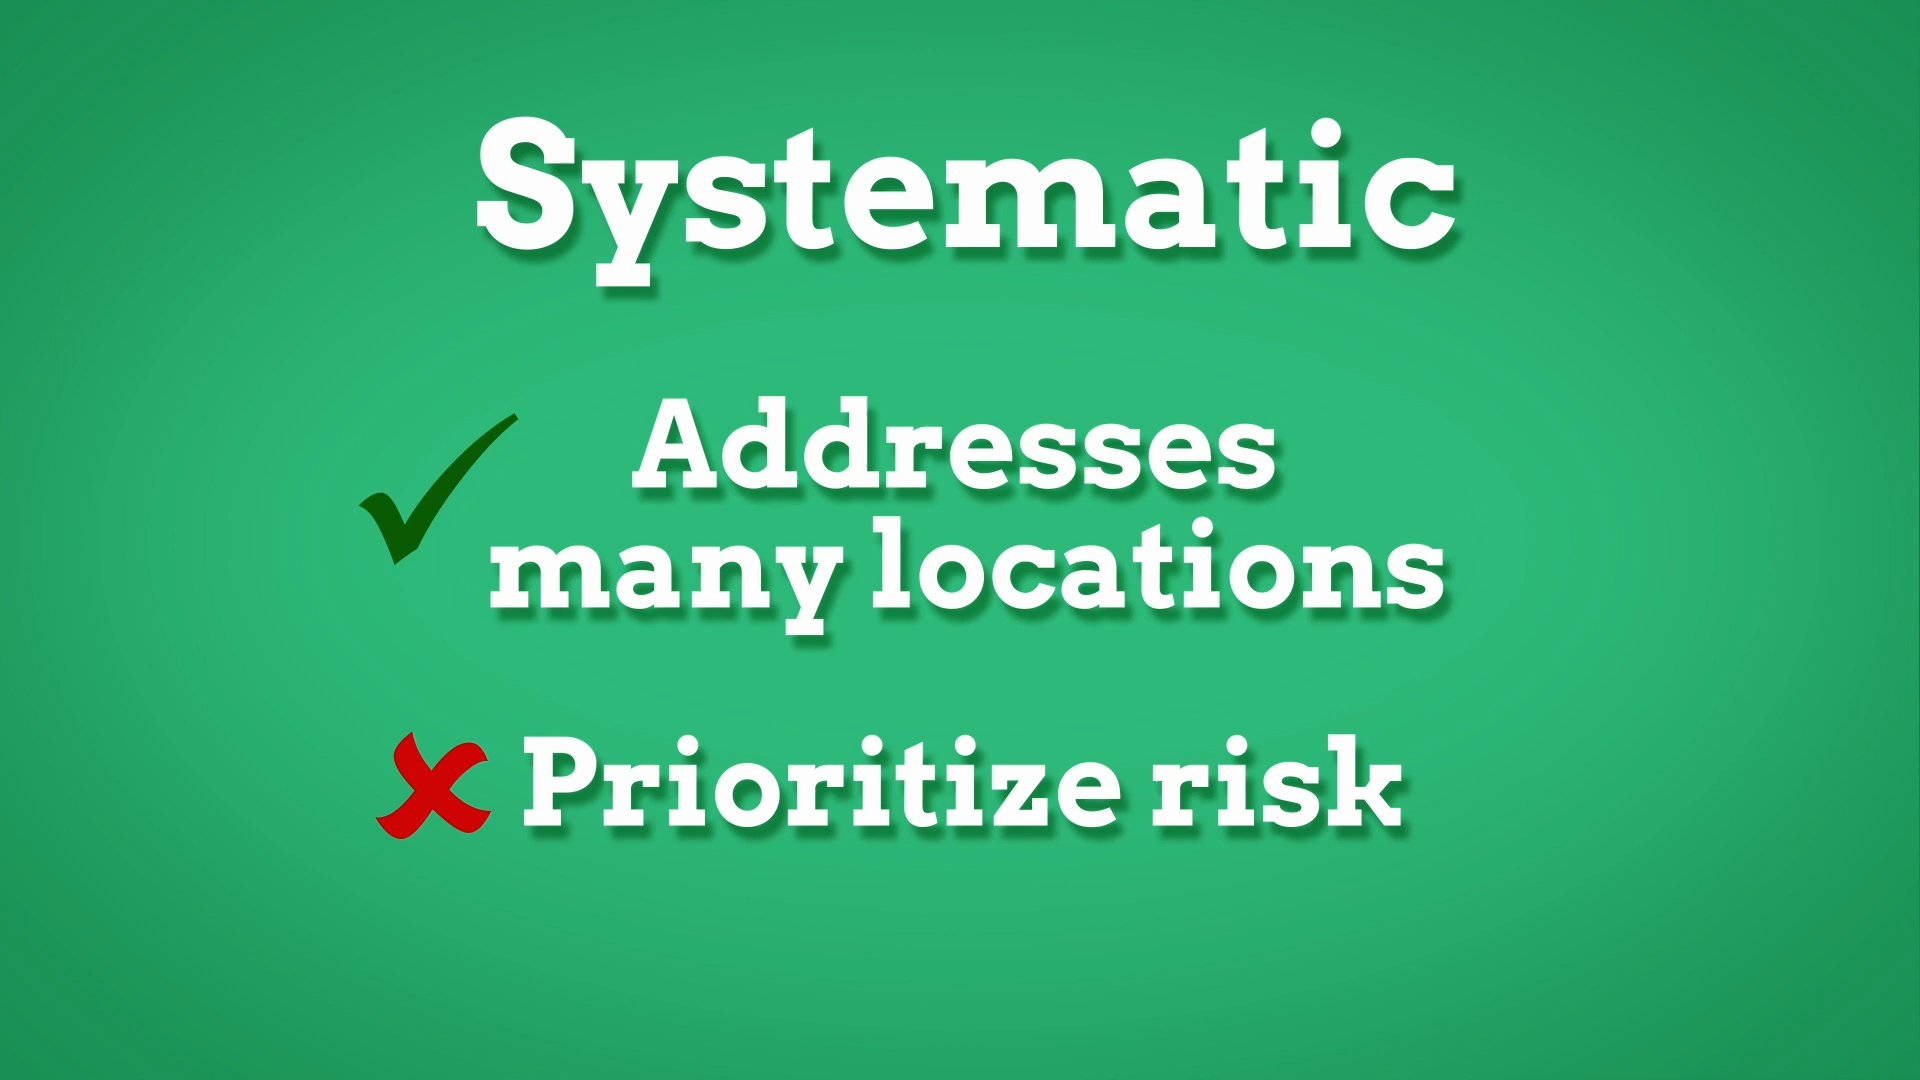 Systematic
Addresses
many locations
Prioritize risk